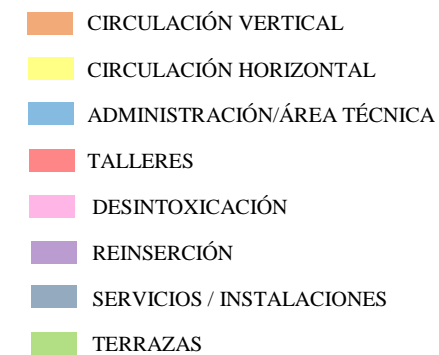 CIRCULACIÓN VERTICAL
CIRCULACIÓN HORIZONTAL
ADMINISTRACIÓN/ÁREA TÉCNICA
TALLERES
DESINTOXICACIÓN
REINSERCIÓN
SERVICIOS / INSTALACIONES
TERRAZAS